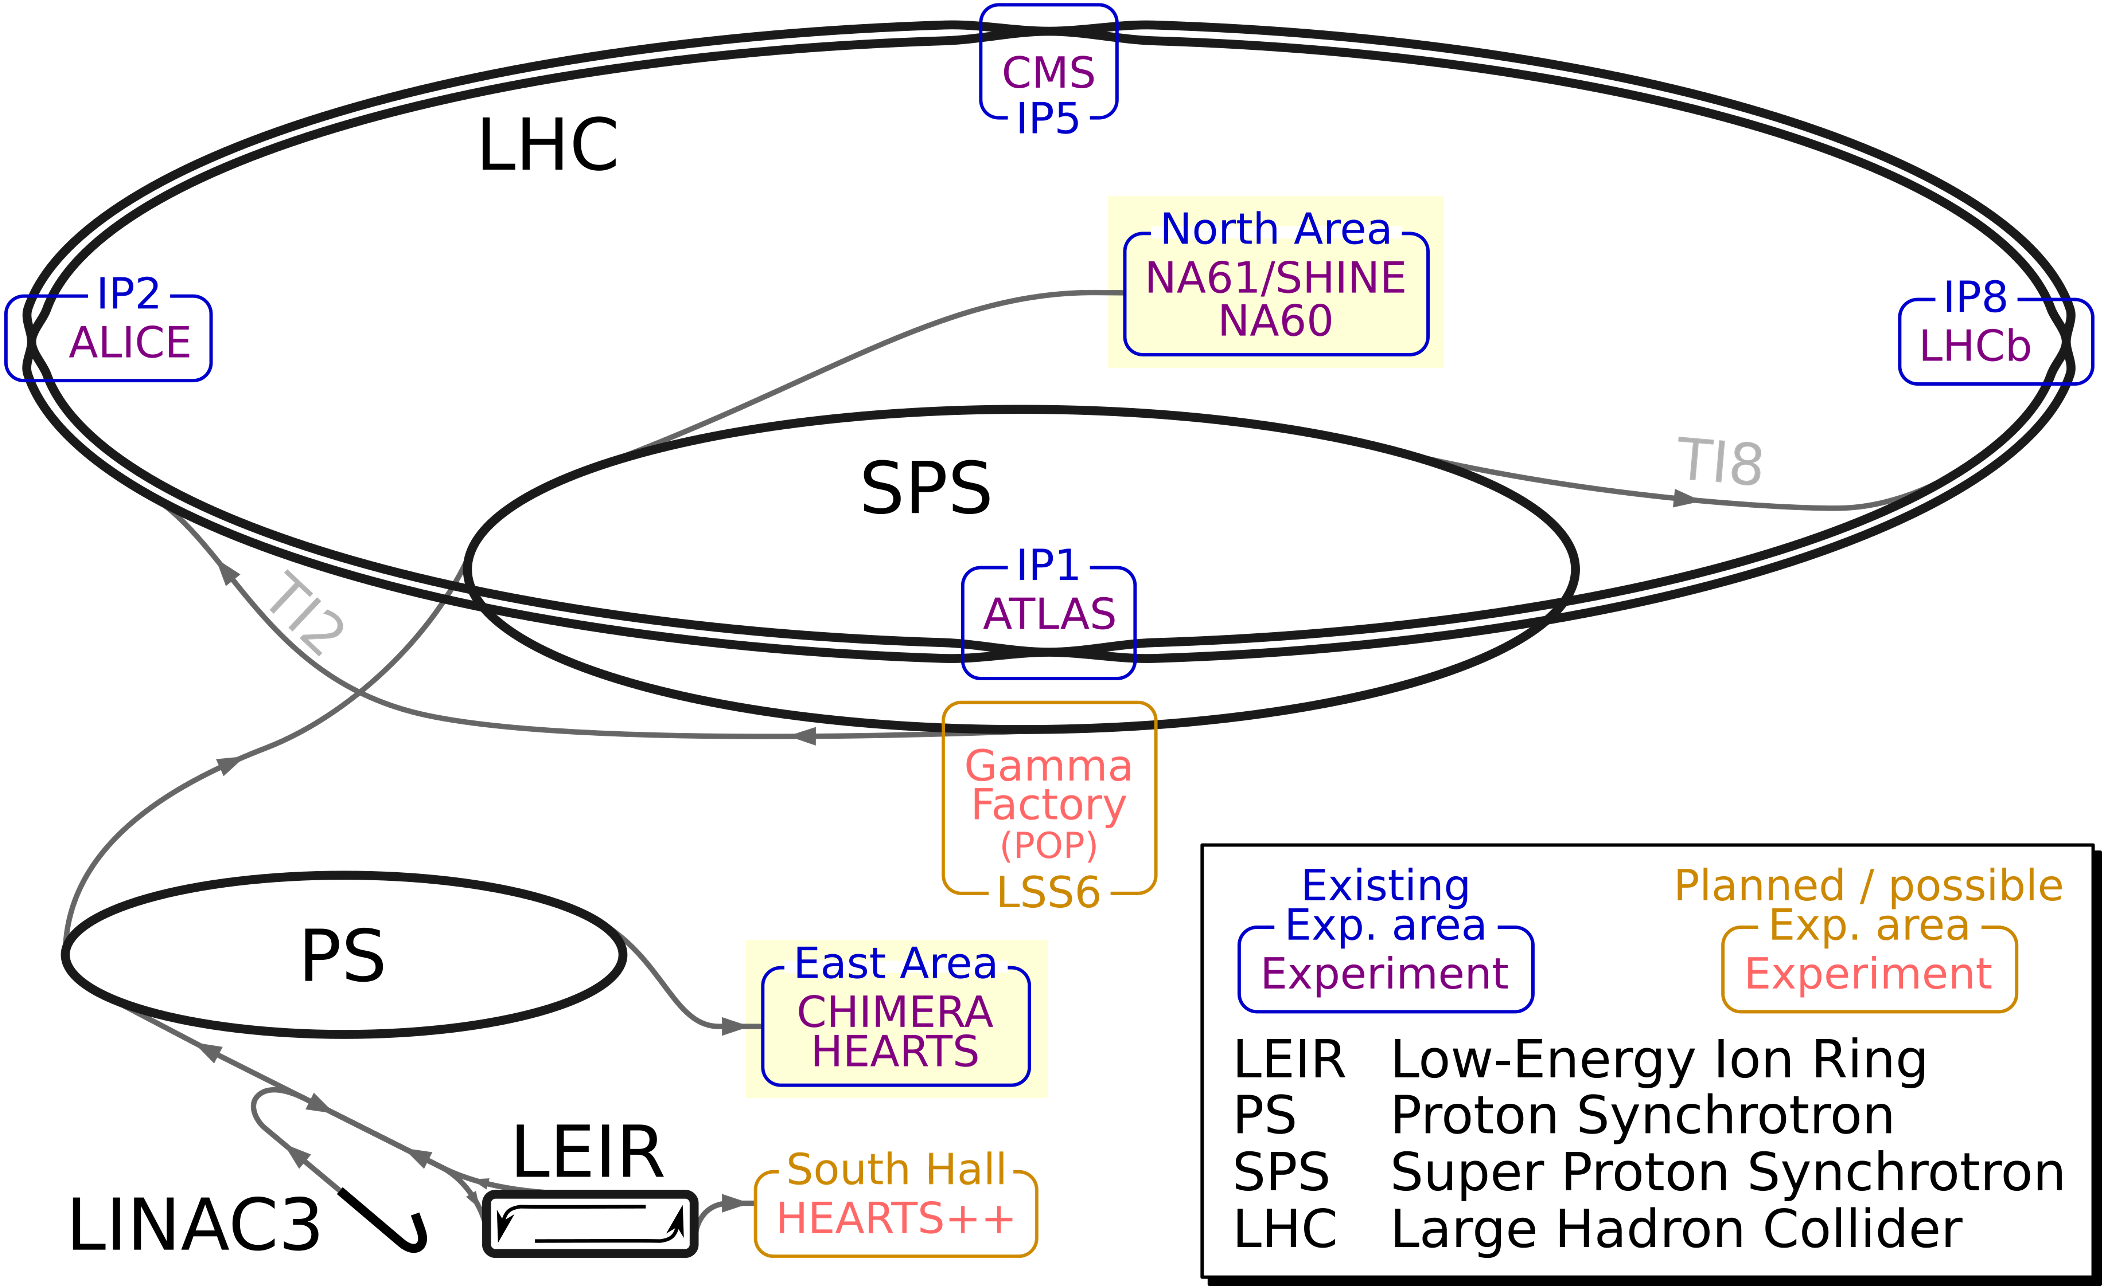 CMS
IP5
LHC
North Area
NA61/SHINE
NA60
IP2
ALICE
IP8
LHCb
TI8
SPS
IP1
ATLAS
TI2
Gamma
Factory
(POP)
LSS6
PS
East Area
CHIMERA
HEARTS
LEIR
South Hall
HEARTS++
LINAC3
Existing
Exp. area
Experiment
Planned / possible
Exp. area
Experiment
LEIR Low-Energy Ion Ring
PS Proton Synchrotron
SPS Super Proton Synchrotron
LHC Large Hadron Collider